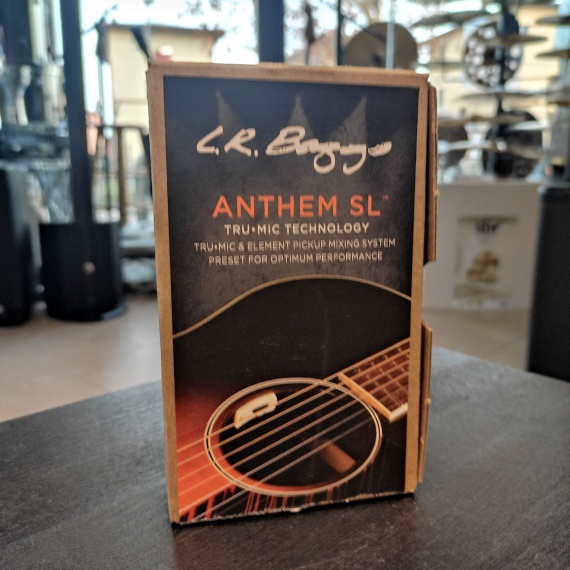 L.R. Baggs
ANTHEM SL™
TRU•MIC TECHNOLOGY
TRU•MIC & ELEMENT PICKUP MIXING SYSTEM
PRESET FOR OPTIMUM PERFORMANCE